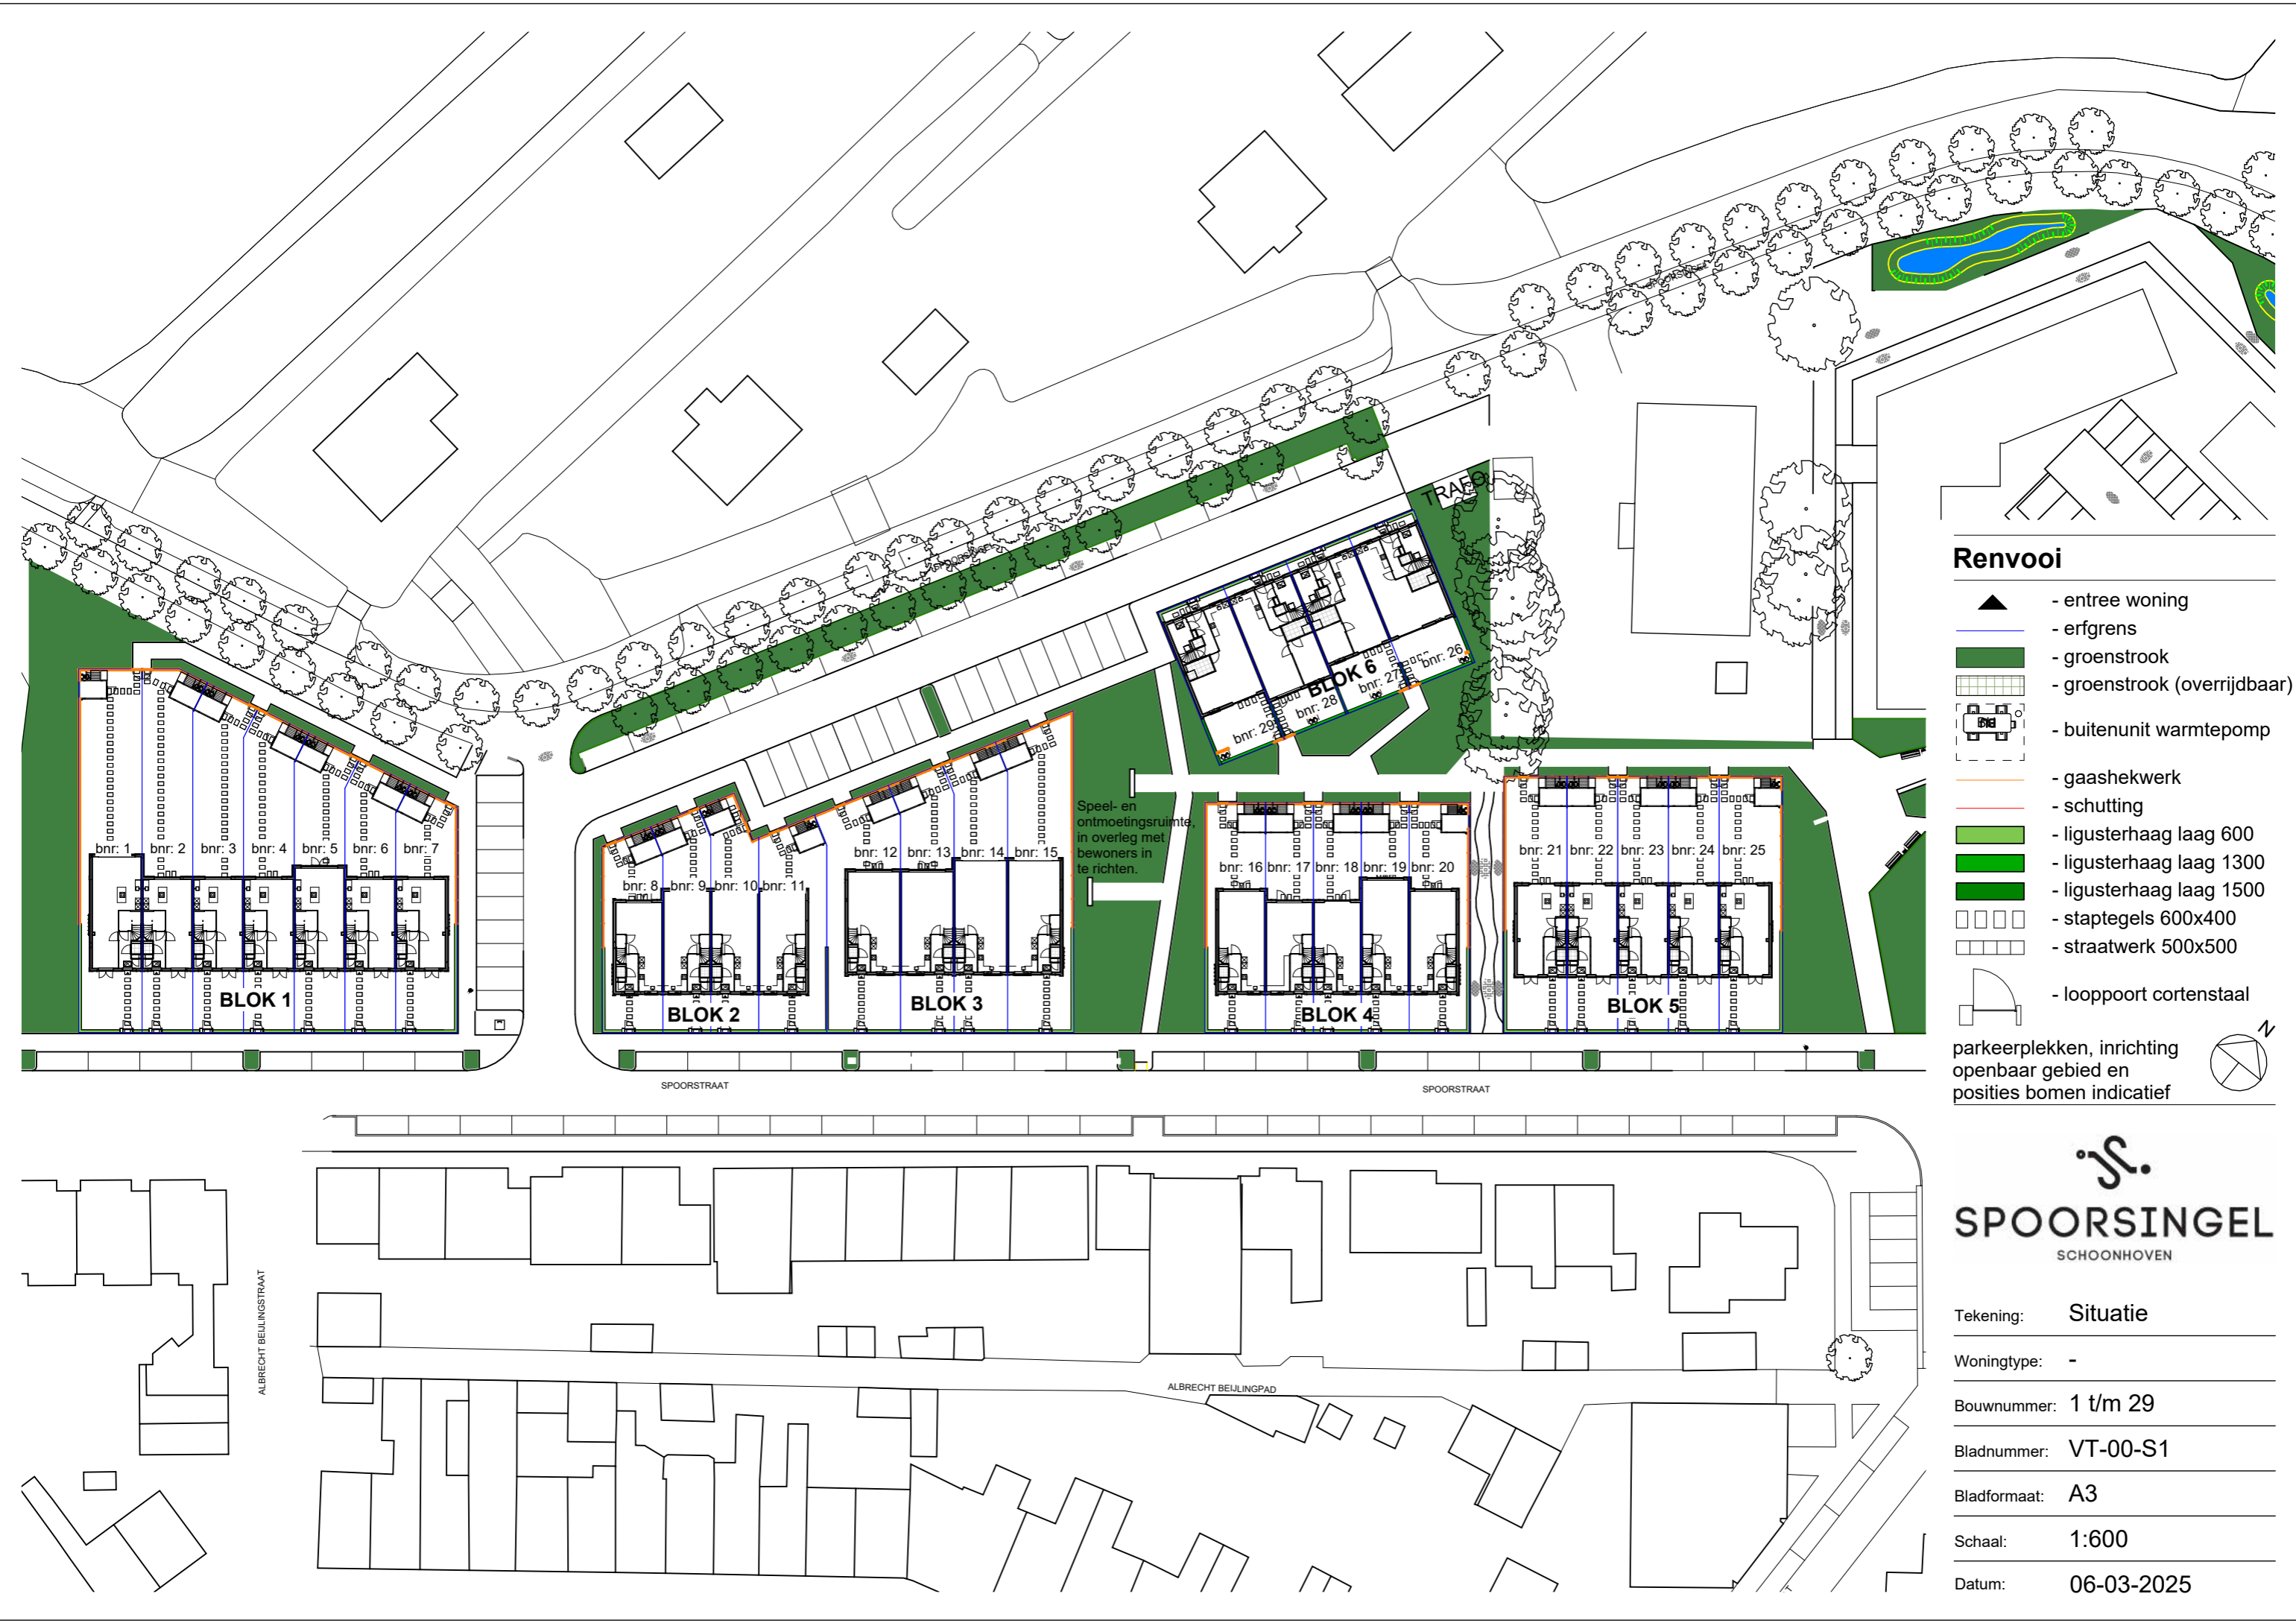 SPOORSINGEL
SPOORSINGEL
TRAFO
BLOK 6
bnr: 26
bnr: 27
bnr: 28
bnr: 29
bnr: 1
bnr: 2
bnr: 3
bnr: 4
bnr: 5
bnr: 6
bnr: 7
BLOK 1
bnr: 8
bnr: 9
bnr: 10
bnr: 11
BLOK 2
bnr: 12
bnr: 13
bnr: 14
bnr: 15
BLOK 3
Speel- en
ontmoetingsruimte,
in overleg met
bewoners in
te richten.
bnr: 16
bnr: 17
bnr: 18
bnr: 19
bnr: 20
BLOK 4
bnr: 21
bnr: 22
bnr: 23
bnr: 24
bnr: 25
BLOK 5
SPOORSTRAAT
SPOORSTRAAT
ALBRECHT BEIJLINGSTRAAT
ALBRECHT BEIJLINGPAD
Renvooi
- entree woning
- erfgrens
- groenstrook
- groenstrook (overrijdbaar)
- buitenunit warmtepomp
- gaashekwerk
- schutting
- ligusterhaag laag 600
- ligusterhaag laag 1300
- ligusterhaag laag 1500
- staptegels 600x400
- straatwerk 500x500
- looppoort cortenstaal
N
parkeerplekken, inrichting
openbaar gebied en
posities bomen indicatief
SPOORSINGEL
SCHOONHOVEN
Tekening: Situatie
Woningtype: -
Bouwnummer: 1 t/m 29
Bladnummer: VT-00-S1
Bladformaat: A3
Schaal: 1:600
Datum: 06-03-2025